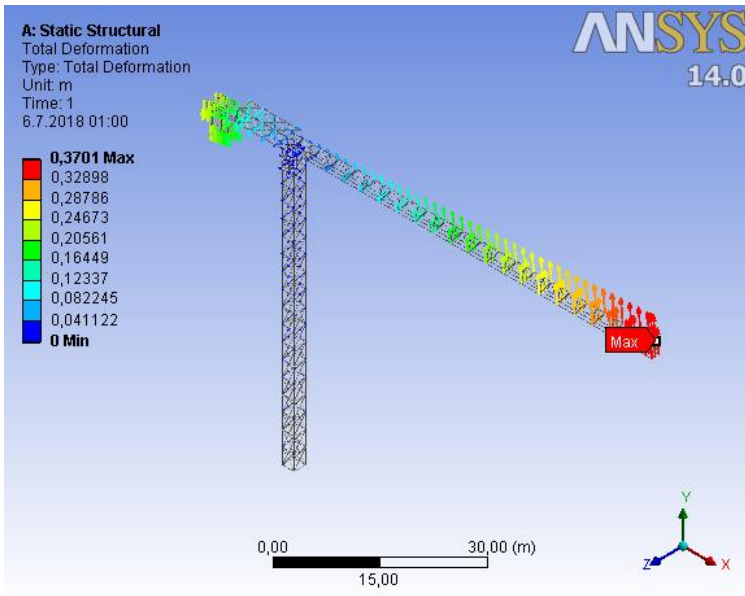 A: Static Structural
Total Deformation
Type: Total Deformation
Unit: m
Time: 1
6.7.2018 01:00
0,3701 Max
0,32898
0,28786
0,24673
0,20561
0,16449
0,12337
0,082245
0,041122
0 Min
ANSYS
14.0
Max
0,00
30,00 (m)
15,00
Y
Z
X